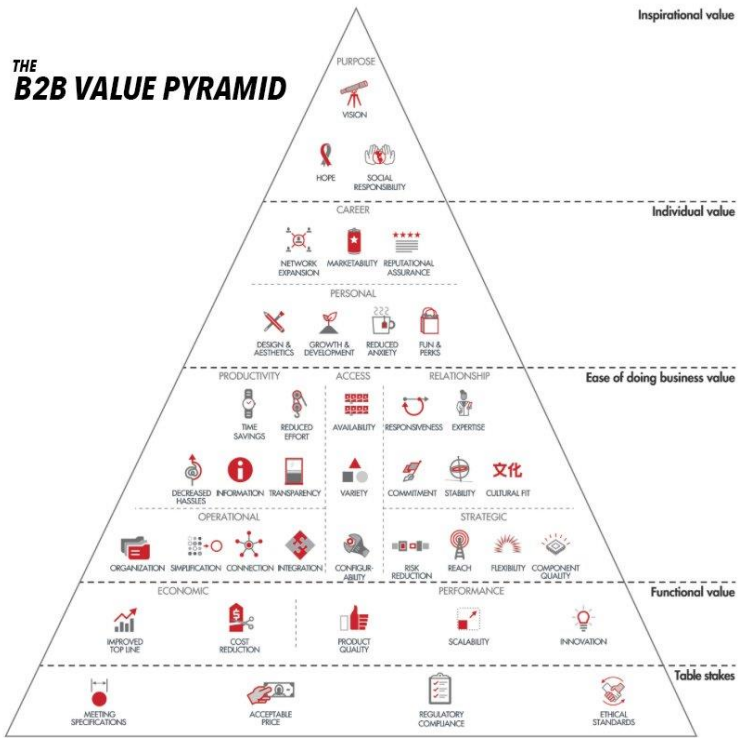 Inspirational value
THE
B2B VALUE PYRAMID
PURPOSE
VISION
HOPE
SOCIAL
RESPONSIBILITY
Individual value
CAREER
NETWORK
EXPANSION
MARKETABILITY
REPUTATIONAL
ASSURANCE
PERSONAL
DESIGN &
AESTHETICS
GROWTH &
DEVELOPMENT
REDUCED
ANXIETY
FUN &
PERKS
Ease of doing business value
PRODUCTIVITY
TIME
SAVINGS
REDUCED
EFFORT
DECREASED
HASSLES
INFORMATION
TRANSPARENCY
ACCESS
AVAILABILITY
VARIETY
CONFIGUR-
ABILITY
RELATIONSHIP
RESPONSIVENESS
EXPERTISE
COMMITMENT
STABILITY
文化
CULTURAL FIT
OPERATIONAL
ORGANIZATION
SIMPLIFICATION
CONNECTION
INTEGRATION
STRATEGIC
RISK
REDUCTION
REACH
FLEXIBILITY
COMPONENT
QUALITY
Functional value
ECONOMIC
IMPROVED
TOP LINE
$
COST
REDUCTION
PERFORMANCE
PRODUCT
QUALITY
SCALABILITY
INNOVATION
Table stakes
MEETING
SPECIFICATIONS
ACCEPTABLE
PRICE
REGULATORY
COMPLIANCE
ETHICAL
STANDARDS